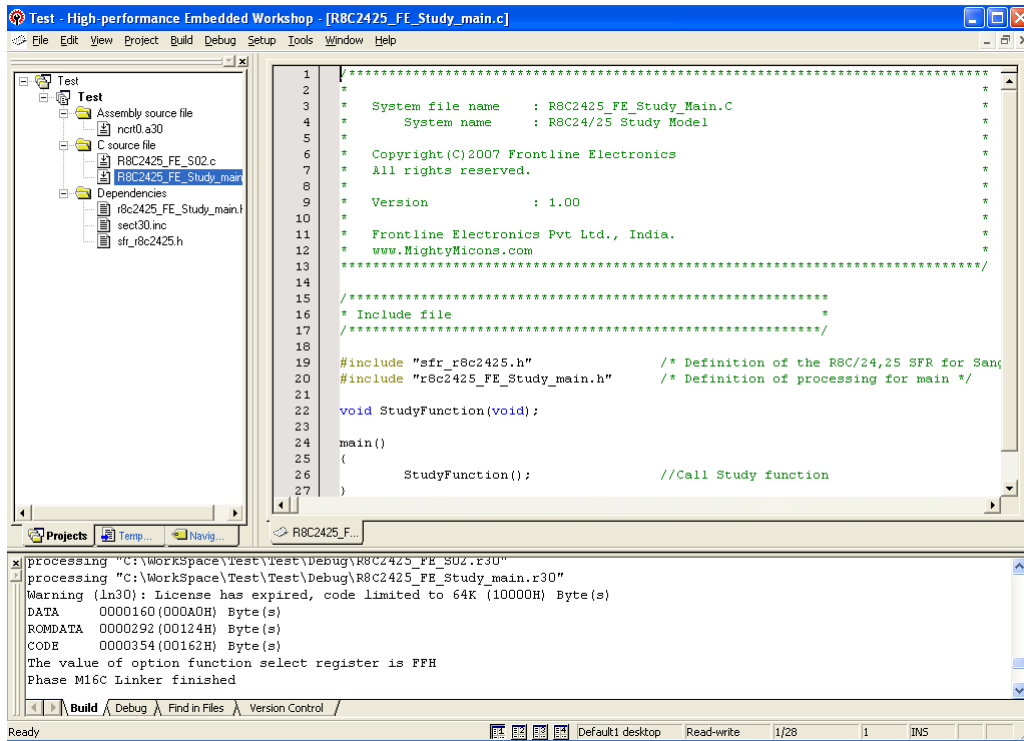 Test - High-performance Embedded Workshop - [R8C2425_FE_Study_main.c]
File Edit View Project Build Debug Setup Tools Window Help
Test
Test
Assembly source file
ncrt0.a30
C source file
R8C2425_FE_S02.c
R8C2425_FE_Study_main
Dependencies
r8c2425_FE_Study_main.h
sect30.inc
sfr_r8c2425.h
Projects Temp... Navig...
1 /********************************************************************************
2 * *
3 * System file name : R8C2425_FE_Study_Main.C *
4 * System name : R8C24/25 Study Model *
5 * *
6 * Copyright(C)2007 Frontline Electronics *
7 * All rights reserved. *
8 * *
9 * Version : 1.00 *
10 * *
11 * Frontline Electronics Pvt Ltd., India. *
12 * www.MightyMicons.com *
13 ********************************************************************************/
14
15 /************************************************************
16 * Include file *
17 /***********************************************************/
18
19 #include "sfr_r8c2425.h" /* Definition of the R8C/24,25 SFR for Sang
20 #include "r8c2425_FE_Study_main.h" /* Definition of processing for main */
21
22 void StudyFunction(void);
23
24 main()
25 {
26 StudyFunction(); //Call Study function
27 }
R8C2425_F...
processing "C:\WorkSpace\Test\Test\Debug\R8C2425_FE_S02.r30"
processing "C:\WorkSpace\Test\Test\Debug\R8C2425_FE_Study_main.r30"
Warning (ln30): License has expired, code limited to 64K (10000H) Byte(s)
DATA 0000160(000A0H) Byte(s)
ROMDATA 0000292(00124H) Byte(s)
CODE 0000354(00162H) Byte(s)
The value of option function select register is FFH
Phase M16C Linker finished
Build Debug Find in Files Version Control
Ready Default1 desktop Read-write 1/28 1 INS